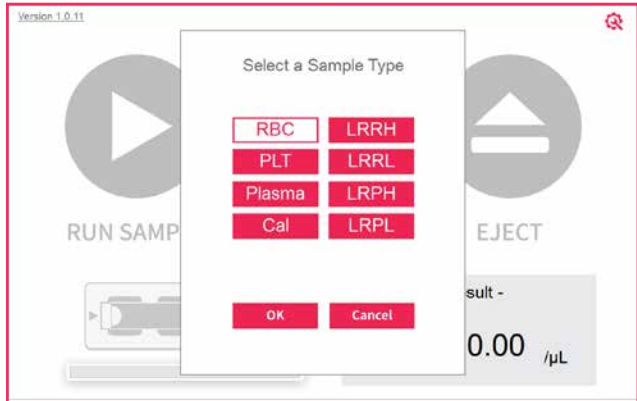 Version 1.0.11
Select a Sample Type
RBC LRRH
PLT LRRL
Plasma LRPH
Cal LRPL
OK Cancel
RUN SAMP
EJECT
sult -
0.00 /µL